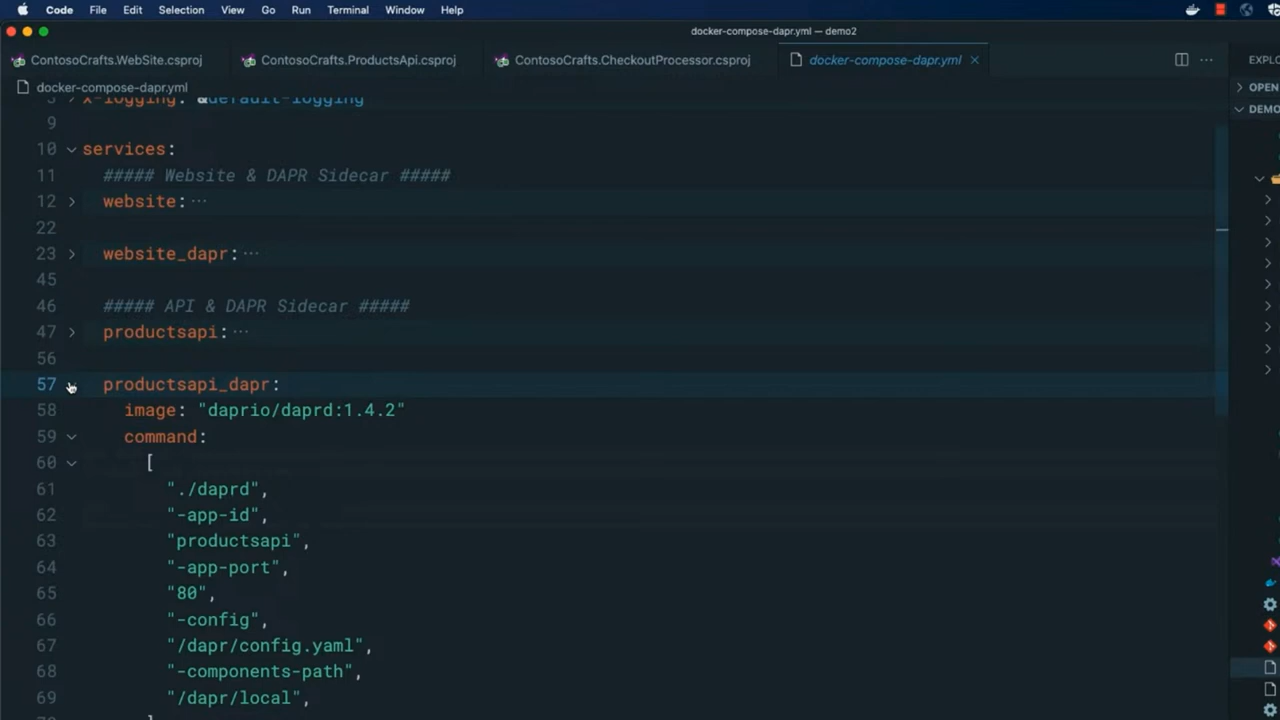 Code File Edit Selection View Go Run Terminal Window Help
docker-compose-dapr.yml — demo2
ContosoCrafts.WebSite.csproj ContosoCrafts.ProductsApi.csproj ContosoCrafts.CheckoutProcessor.csproj docker-compose-dapr.yml × ··· EXPLO
docker-compose-dapr.yml
OPEN
DEMO
x-logging: &default-logging
9
10 services:
11 ##### Website & DAPR Sidecar #####
12 website: ···
22
23 website_dapr: ···
45
46 ##### API & DAPR Sidecar #####
47 productsapi: ···
56
57 productsapi_dapr:
58 image: "daprio/daprd:1.4.2"
59 command:
60 [
61 "./daprd",
62 "-app-id",
63 "productsapi",
64 "-app-port",
65 "80",
66 "-config",
67 "/dapr/config.yaml",
68 "-components-path",
69 "/dapr/local",